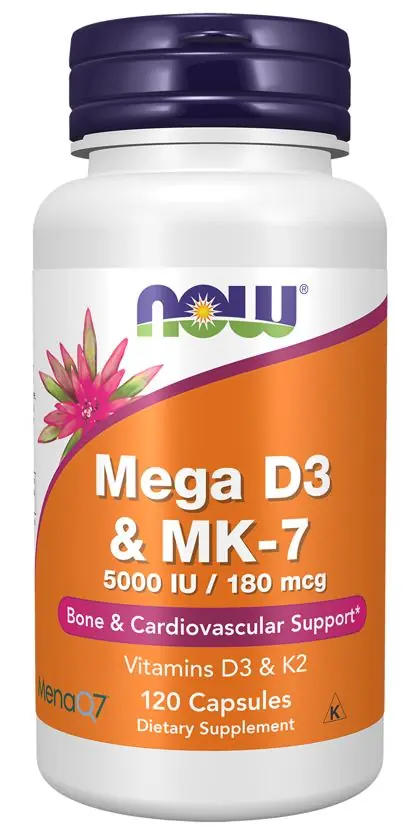 NOW®
Mega D3
& MK-7
5000 IU / 180 mcg
Bone & Cardiovascular Support*
Vitamins D3 & K2
MenaQ7™
120 Capsules
Dietary Supplement
K